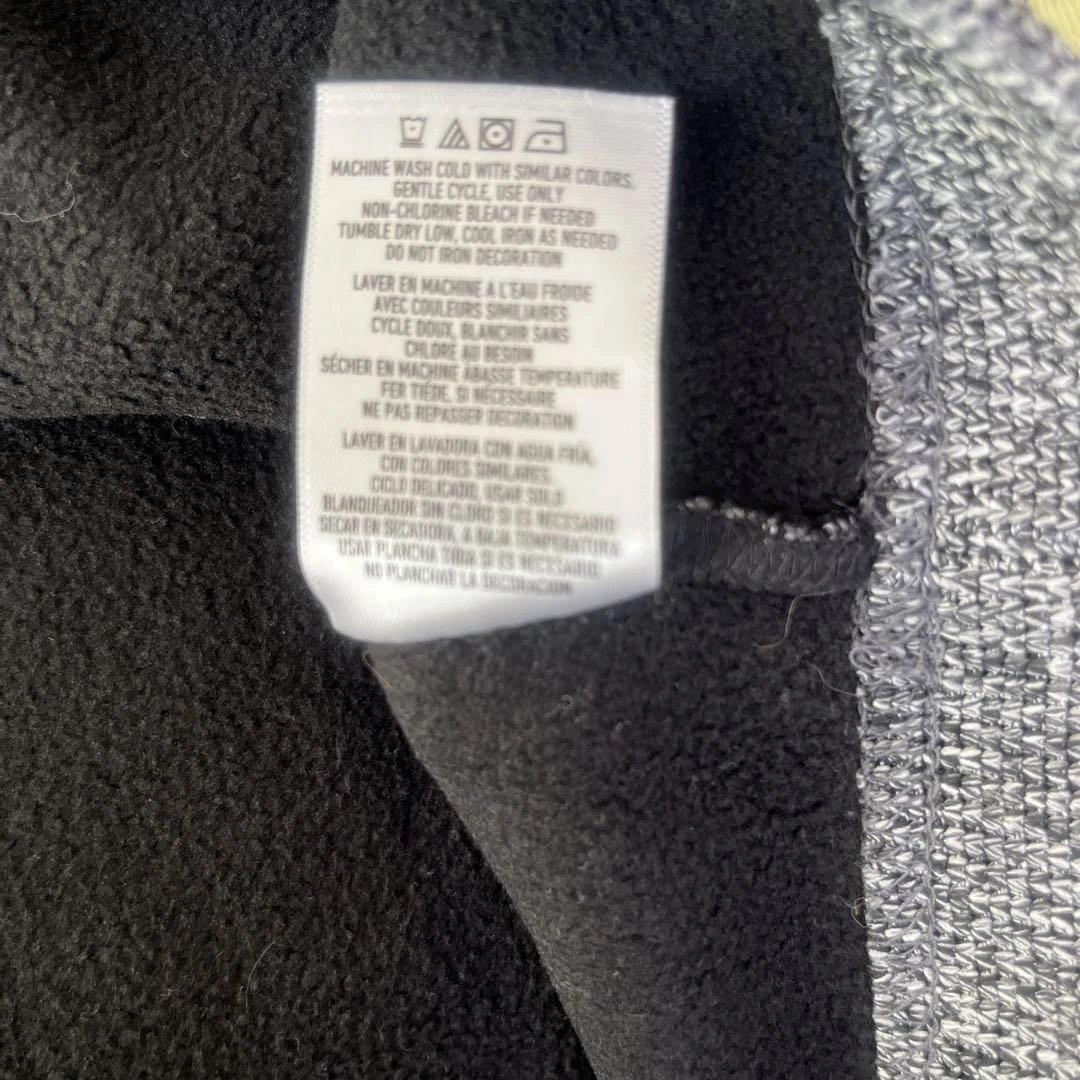 MACHINE WASH COLD WITH SIMILAR COLORS,
GENTLE CYCLE, USE ONLY
NON-CHLORINE BLEACH IF NEEDED
TUMBLE DRY LOW, COOL IRON AS NEEDED
DO NOT IRON DECORATION
LAVER EN MACHINE A L'EAU FROIDE
AVEC COULEURS SIMILIAIRES
CYCLE DOUX, BLANCHIR SANS
CHLORE AU BESOIN
SÉCHER EN MACHINE ABASSE TEMPERATURE
FER TIÉDE, SI NECESSAIRE
NE PAS REPASSER DECORATION
LAVER EN LAVADORA CON AGUA FRÍA,
CON COLORES SIMILARES,
CICLO DELICADO, USAR SOLO
BLANQUEADOR SIN CLORO SI ES NECESARIO
SECAR EN SECADORA, A BAJA TEMPERATURA
USAR PLANCHA TIBIA SI ES NECESARIO
NO PLANCHAR LA DECORACION